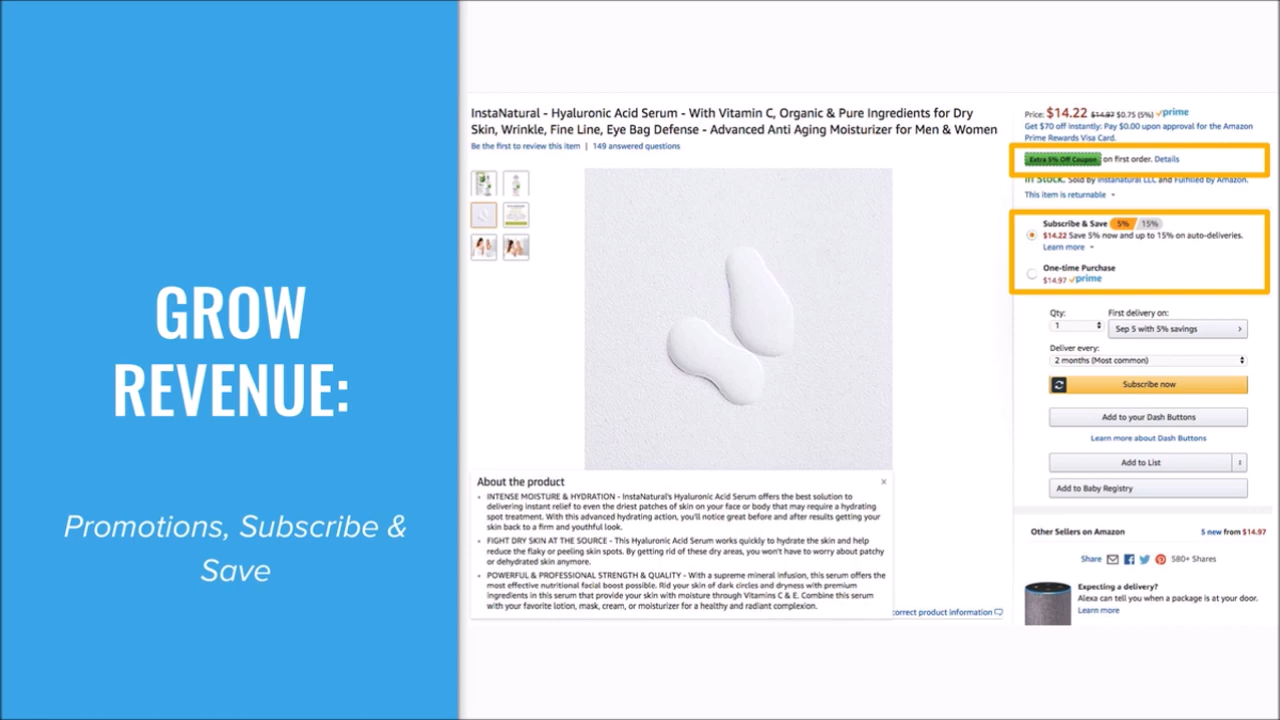 GROW
REVENUE:
Promotions, Subscribe &
Save
InstaNatural - Hyaluronic Acid Serum - With Vitamin C, Organic & Pure Ingredients for Dry
Skin, Wrinkle, Fine Line, Eye Bag Defense - Advanced Anti Aging Moisturizer for Men & Women
Be the first to review this item | 149 answered questions
About the product
INTENSE MOISTURE & HYDRATION - InstaNatural's Hyaluronic Acid Serum offers the best solution to
delivering instant relief to even the driest patches of skin on your face or body that may require a hydrating
spot treatment. With this advanced hydrating action, you'll notice great before and after results getting your
skin back to a firm and youthful look.
FIGHT DRY SKIN AT THE SOURCE - This Hyaluronic Acid Serum works quickly to hydrate the skin and help
reduce the flaky or peeling skin spots. By getting rid of these dry areas, you won't have to worry about patchy
or dehydrated skin anymore.
POWERFUL & PROFESSIONAL STRENGTH & QUALITY - With a supreme mineral infusion, this serum offers the
most effective nutritional facial boost possible. Rid your skin of dark circles and dryness with premium
ingredients in this serum that provide your skin with moisture through Vitamins C & E. Combine this serum
with your favorite lotion, mask, cream, or moisturizer for a healthy and radiant complexion.
correct product information
Price: $14.22 $14.97 $0.75 (5%) prime
Get $70 off instantly: Pay $0.00 upon approval for the Amazon
Prime Rewards Visa Card.
Extra 5% Off Coupon on first order. Details
In Stock. Sold by InstaNatural LLC and Fulfilled by Amazon.
This item is returnable
Subscribe & Save 5% 15%
$14.22 Save 5% now and up to 15% on auto-deliveries.
Learn more
One-time Purchase
$14.97 prime
Qty: First delivery on:
1 Sep 5 with 5% savings
Deliver every:
2 months (Most common)
Subscribe now
Add to your Dash Buttons
Learn more about Dash Buttons
Add to List
Add to Baby Registry
Other Sellers on Amazon 5 new from $14.97
Share 580+ Shares
Expecting a delivery?
Alexa can tell you when a package is at your door.
Learn more